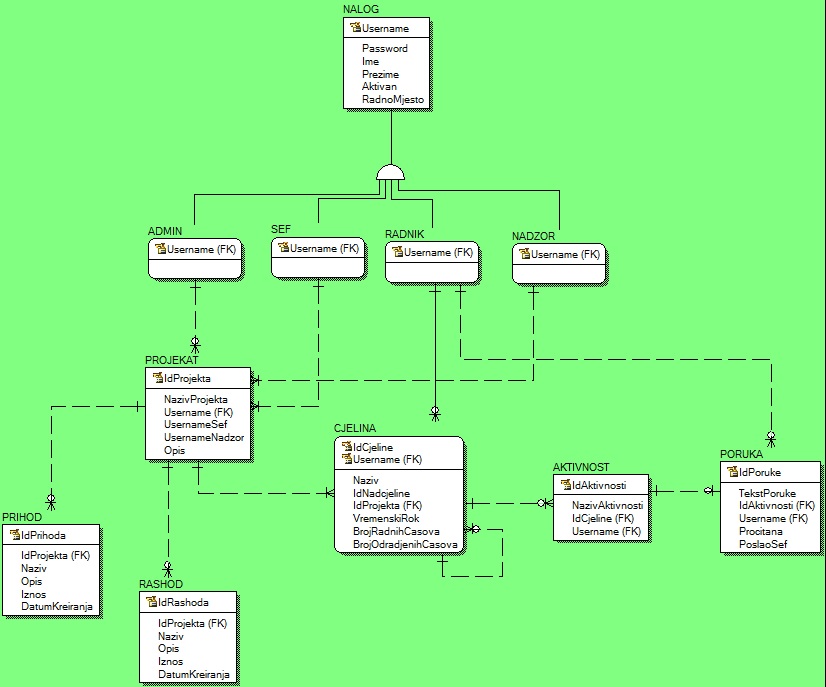 NALOG
Username
Password
Ime
Prezime
Aktivan
RadnoMjesto
ADMIN
Username (FK)
SEF
Username (FK)
RADNIK
Username (FK)
NADZOR
Username (FK)
PROJEKAT
IdProjekta
NazivProjekta
Username (FK)
UsernameSef
UsernameNadzor
Opis
CJELINA
IdCjeline
Username (FK)
Naziv
IdNadcjeline
IdProjekta (FK)
VremenskiRok
BrojRadnihCasova
BrojOdradjenihCasova
AKTIVNOST
IdAktivnosti
NazivAktivnosti
IdCjeline (FK)
Username (FK)
PORUKA
IdPoruke
TekstPoruke
IdAktivnosti (FK)
Username (FK)
Procitana
PoslaoSef
PRIHOD
IdPrihoda
IdProjekta (FK)
Naziv
Opis
Iznos
DatumKreiranja
RASHOD
IdRashoda
IdProjekta (FK)
Naziv
Opis
Iznos
DatumKreiranja